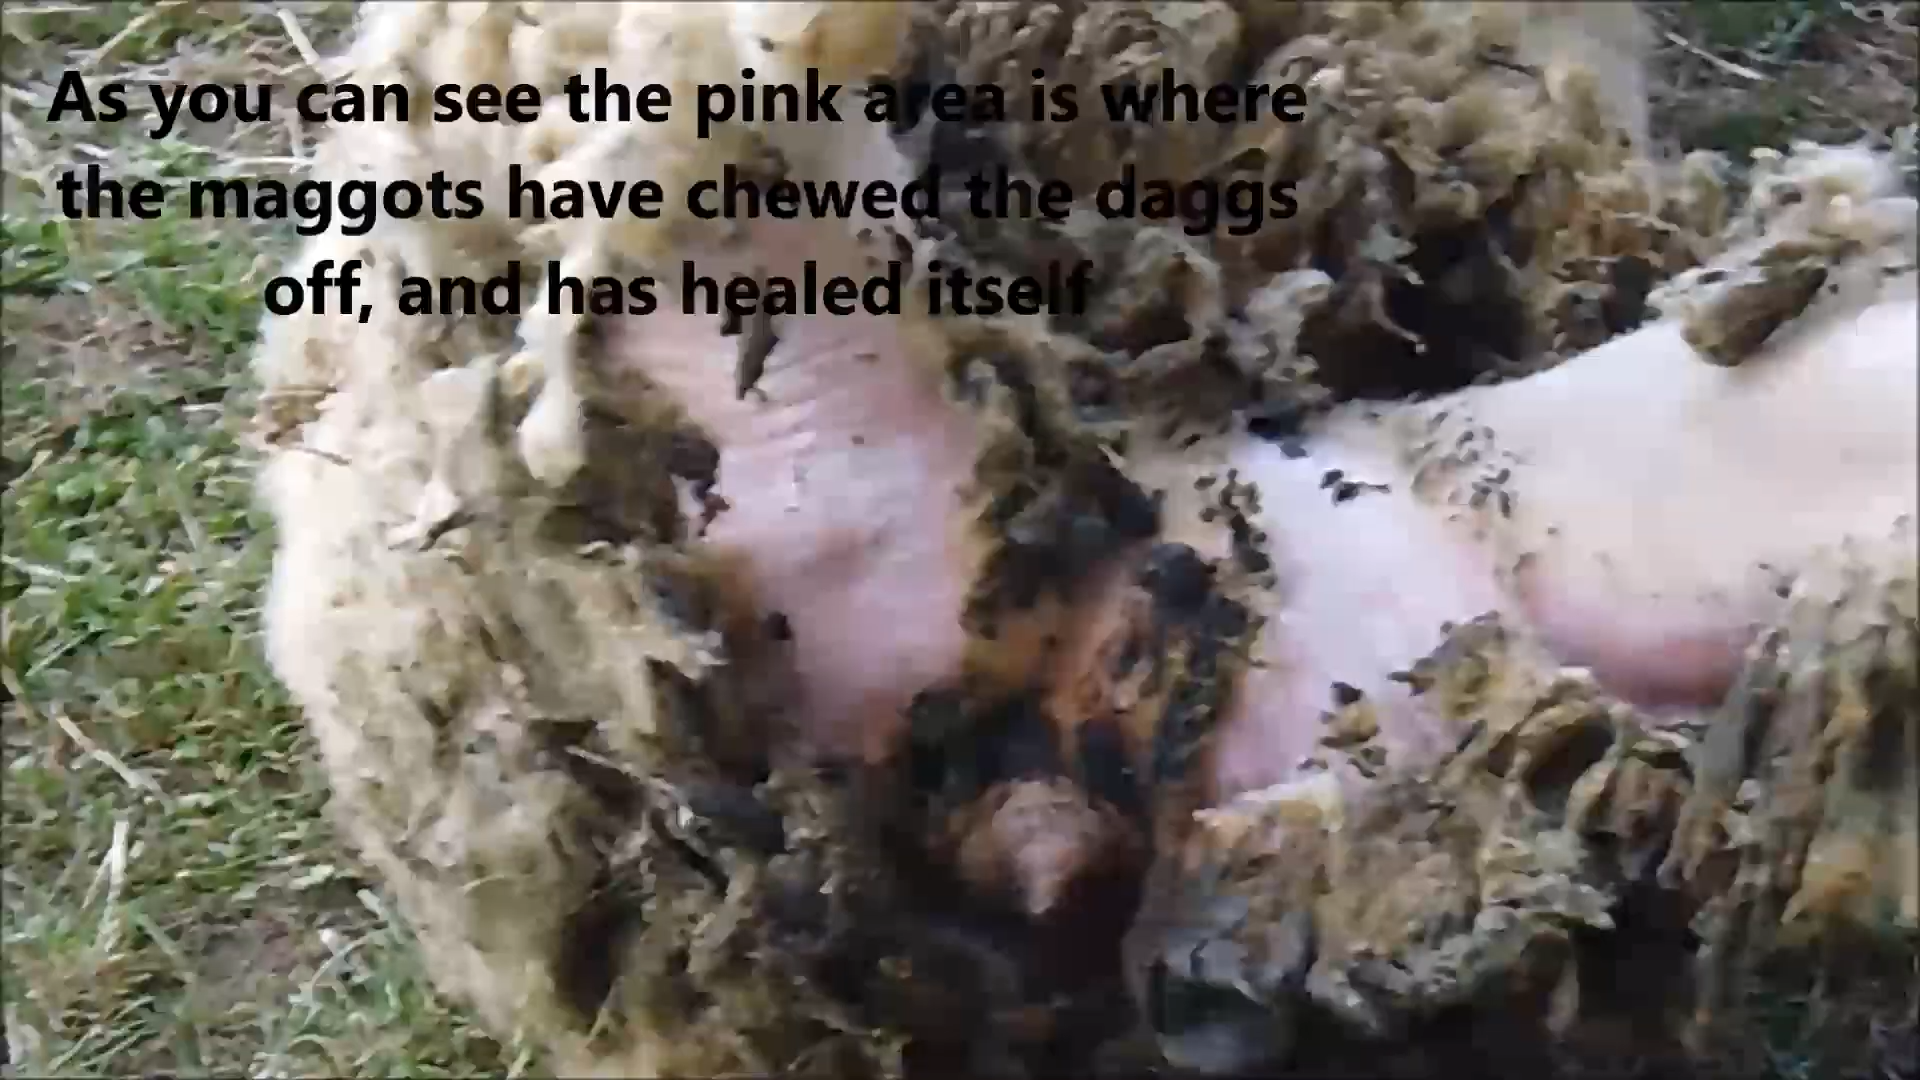 As you can see the pink area is where
the maggots have chewed the daggs
off, and has healed itself